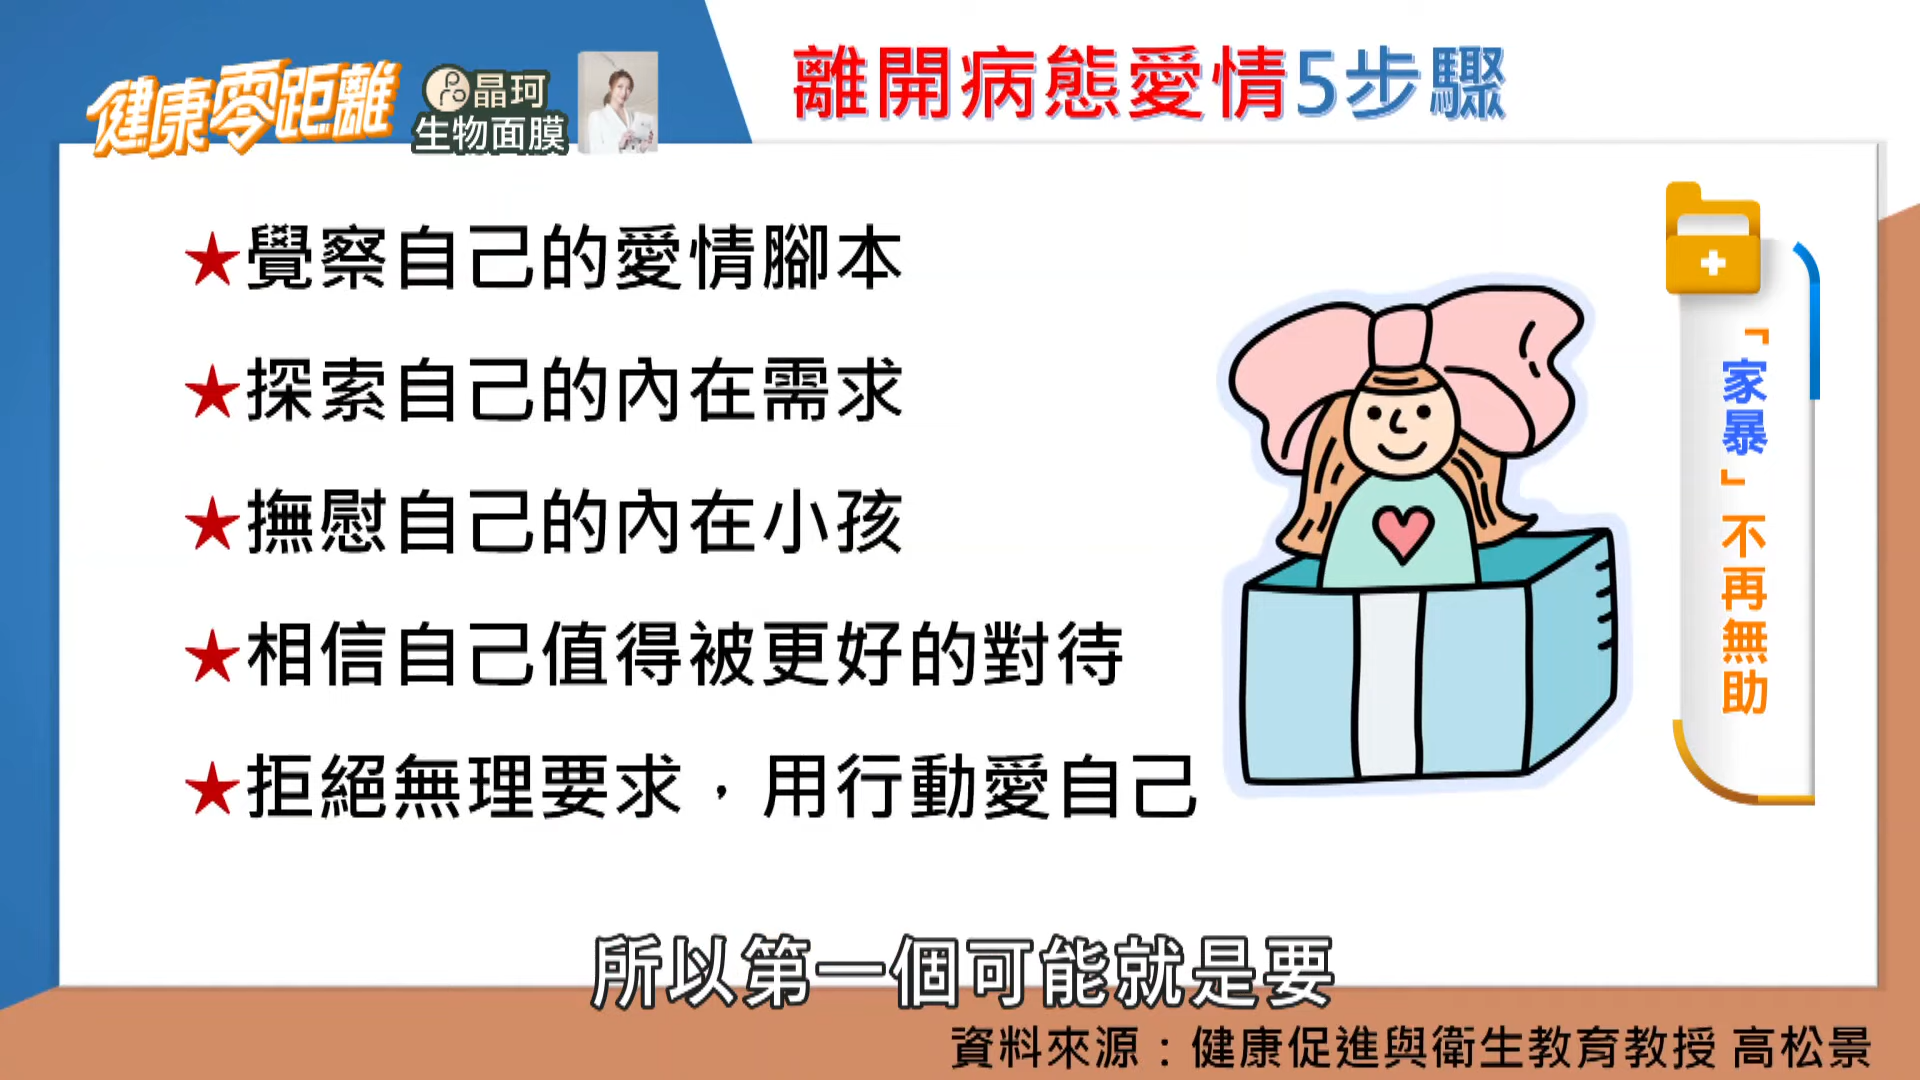 健康零距離
晶珂
生物面膜
離開病態愛情5步驟
★覺察自己的愛情腳本
★探索自己的內在需求
★撫慰自己的內在小孩
★相信自己值得被更好的對待
★拒絕無理要求，用行動愛自己
「家暴」不再無助
所以第一個可能就是要
資料來源：健康促進與衛生教育教授 高松景